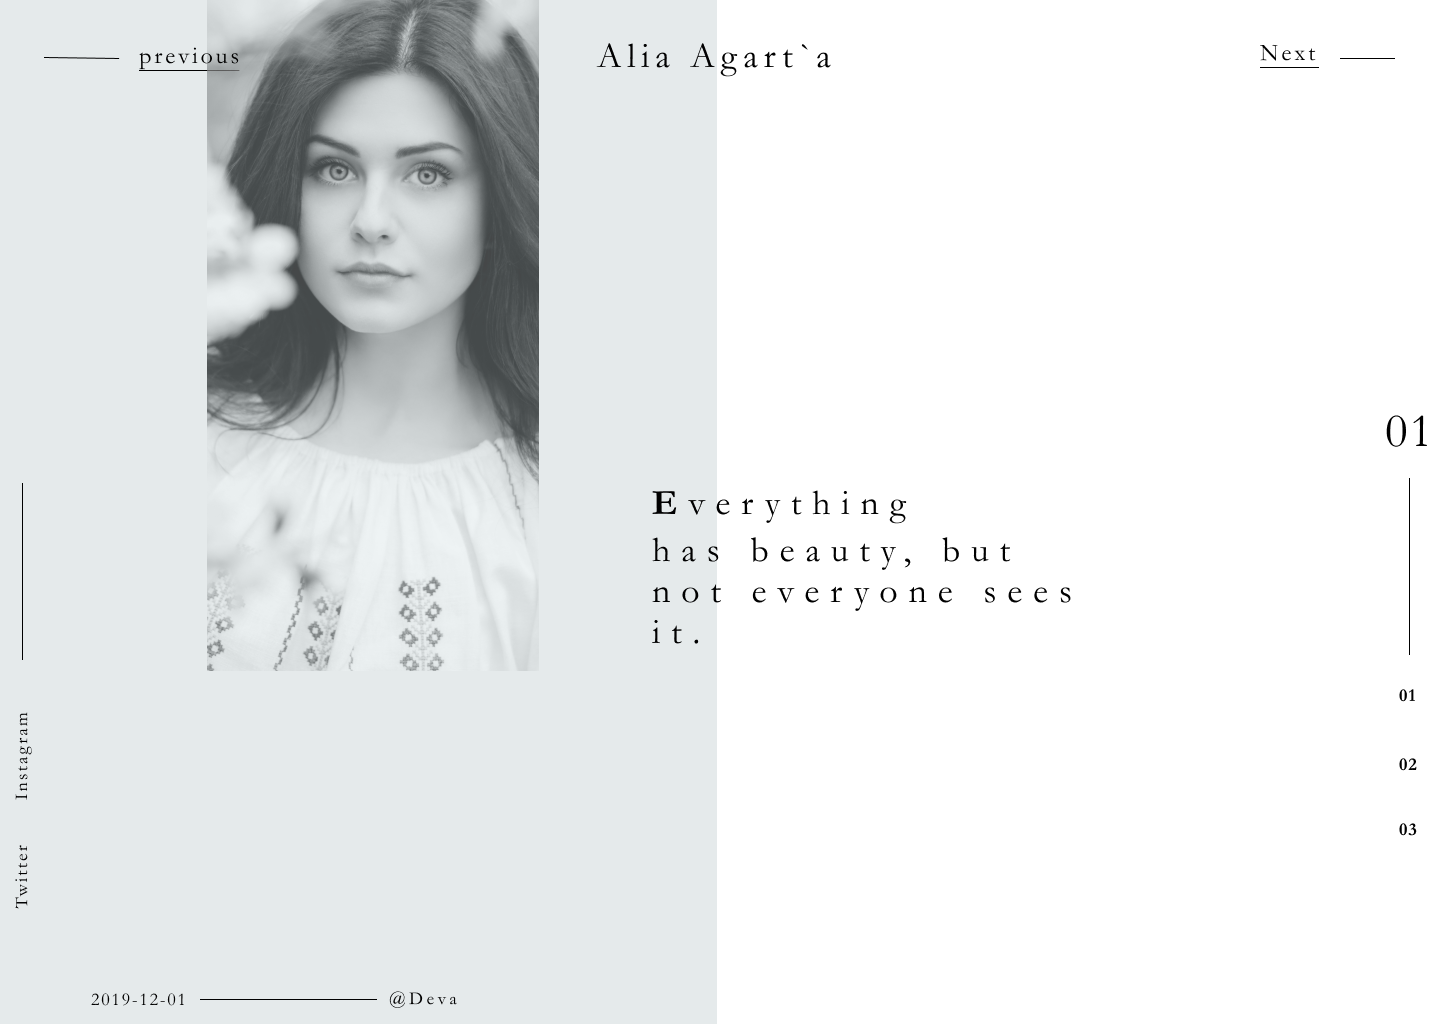 previous
Alia Agart`a
Next
01
Everything
has beauty, but
not everyone sees
it.
01
02
03
Instagram
Twitter
2019-12-01
@Deva